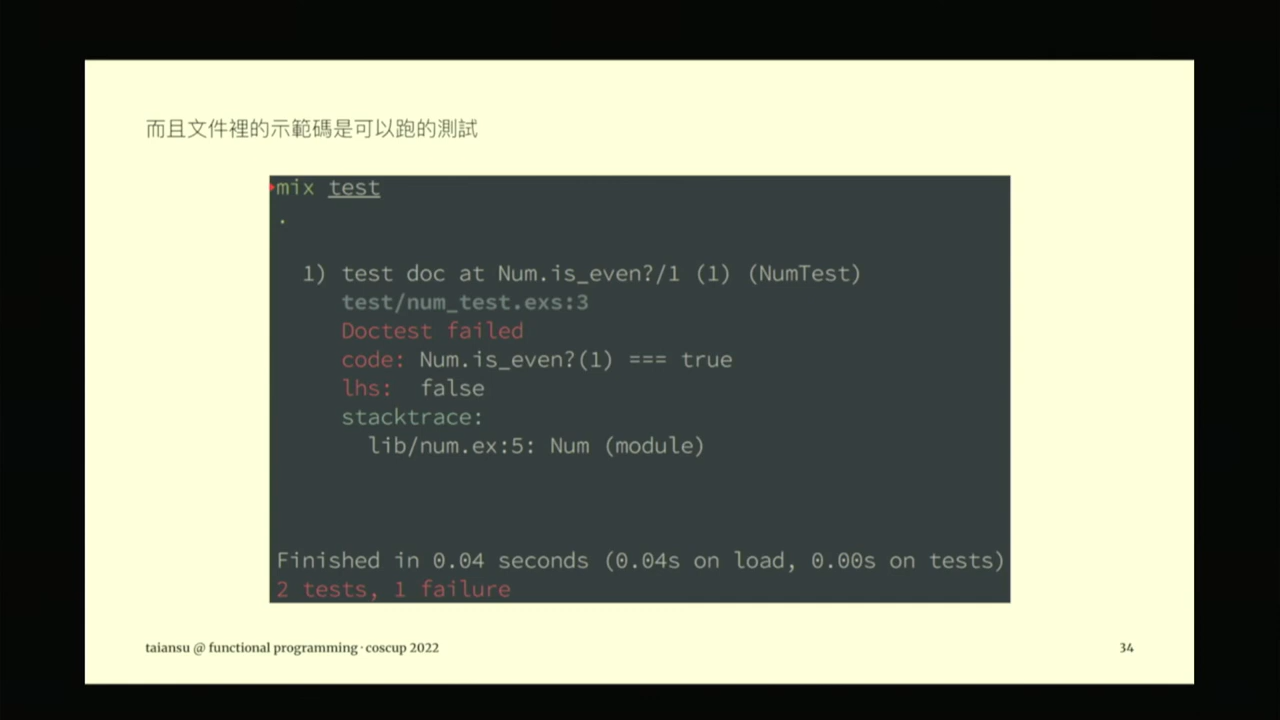 而且文件裡的示範碼是可以跑的測試
mix test
.
1) test doc at Num.is_even?/1 (1) (NumTest)
test/num_test.exs:3
Doctest failed
code: Num.is_even?(1) === true
lhs: false
stacktrace:
lib/num.ex:5: Num (module)
Finished in 0.04 seconds (0.04s on load, 0.00s on tests)
2 tests, 1 failure
taiansu @ functional programming · coscup 2022
34